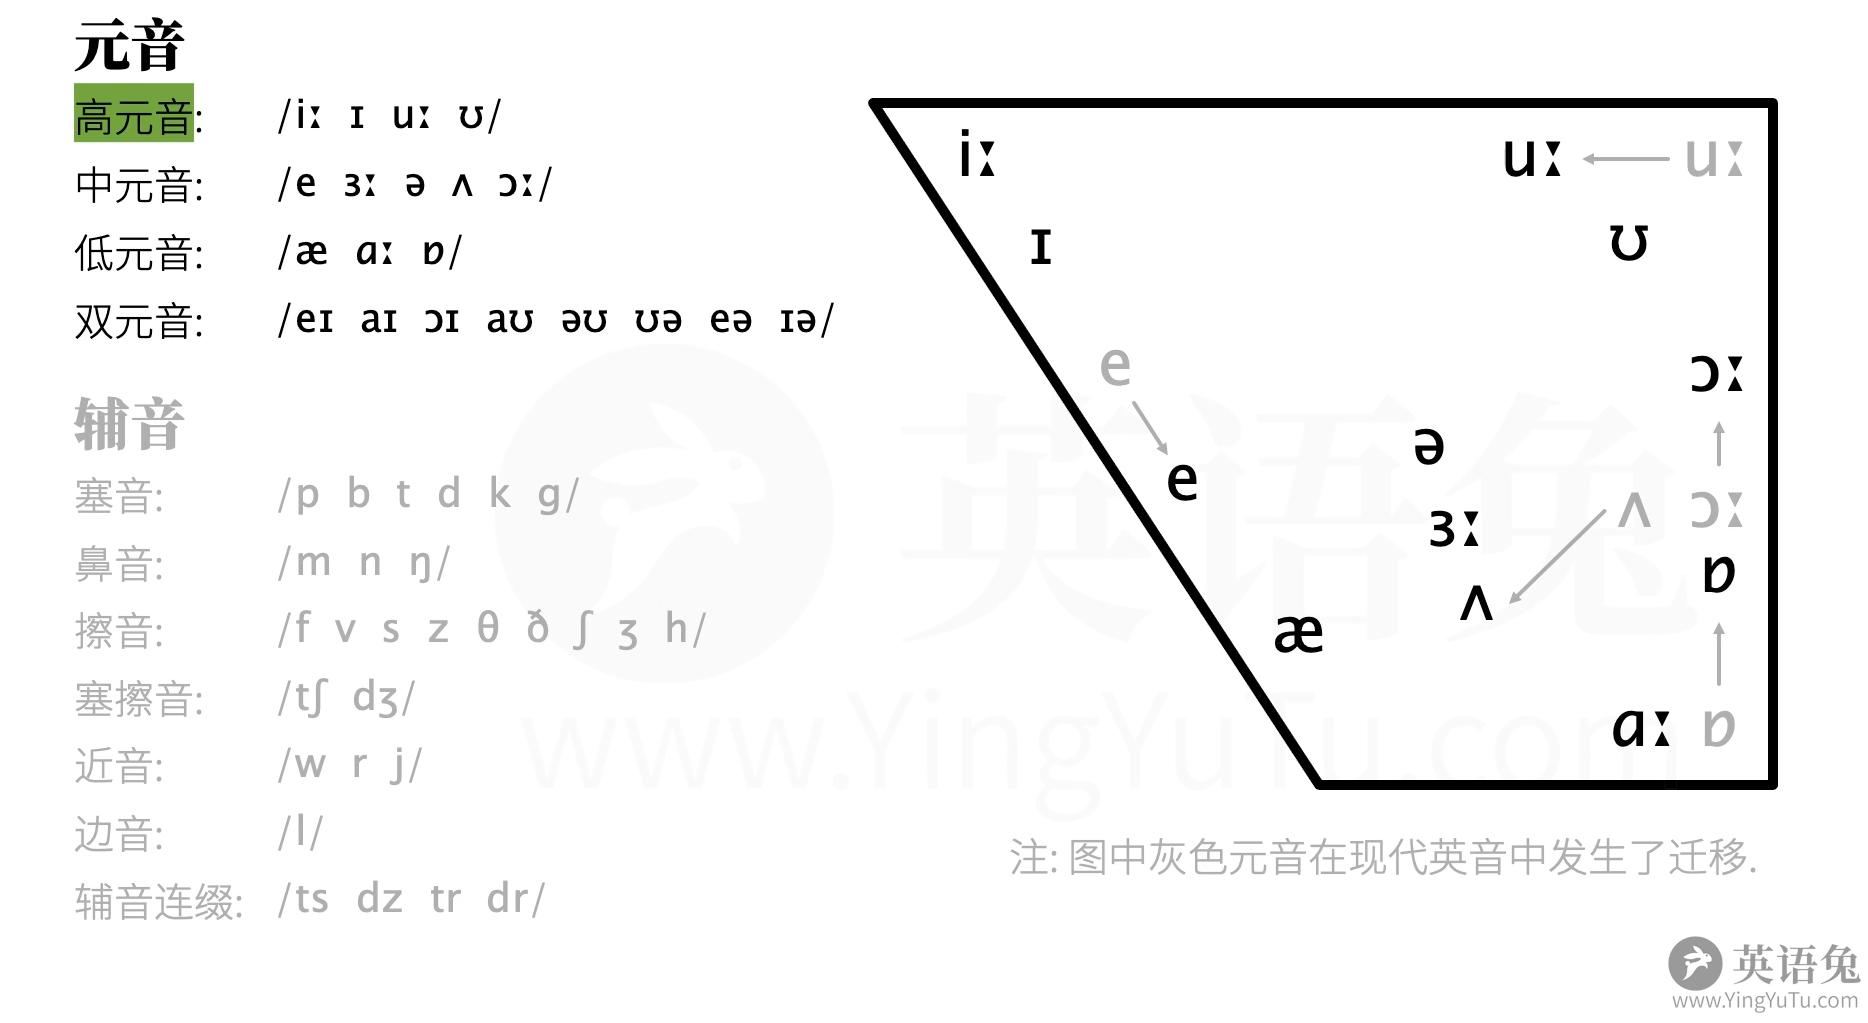 元音
高元音: /iː ɪ uː ʊ/
中元音: /e ɜː ə ʌ ɔː/
低元音: /æ ɑː ɒ/
双元音: /eɪ aɪ ɔɪ aʊ əʊ ʊə eə ɪə/
辅音
塞音: /p b t d k g/
鼻音: /m n ŋ/
擦音: /f v s z θ ð ʃ ʒ h/
塞擦音: /tʃ dʒ/
近音: /w r j/
边音: /l/
辅音连缀: /ts dz tr dr/
iː uː uː
ɪ ʊ
e ɔː
ə
e
ɜː ʌ ɔː
ʌ ɒ
æ
ɑː ɒ
注: 图中灰色元音在现代英音中发生了迁移.
英语兔
www.YingYuTu.com
英语兔
www.YingYuTu.com